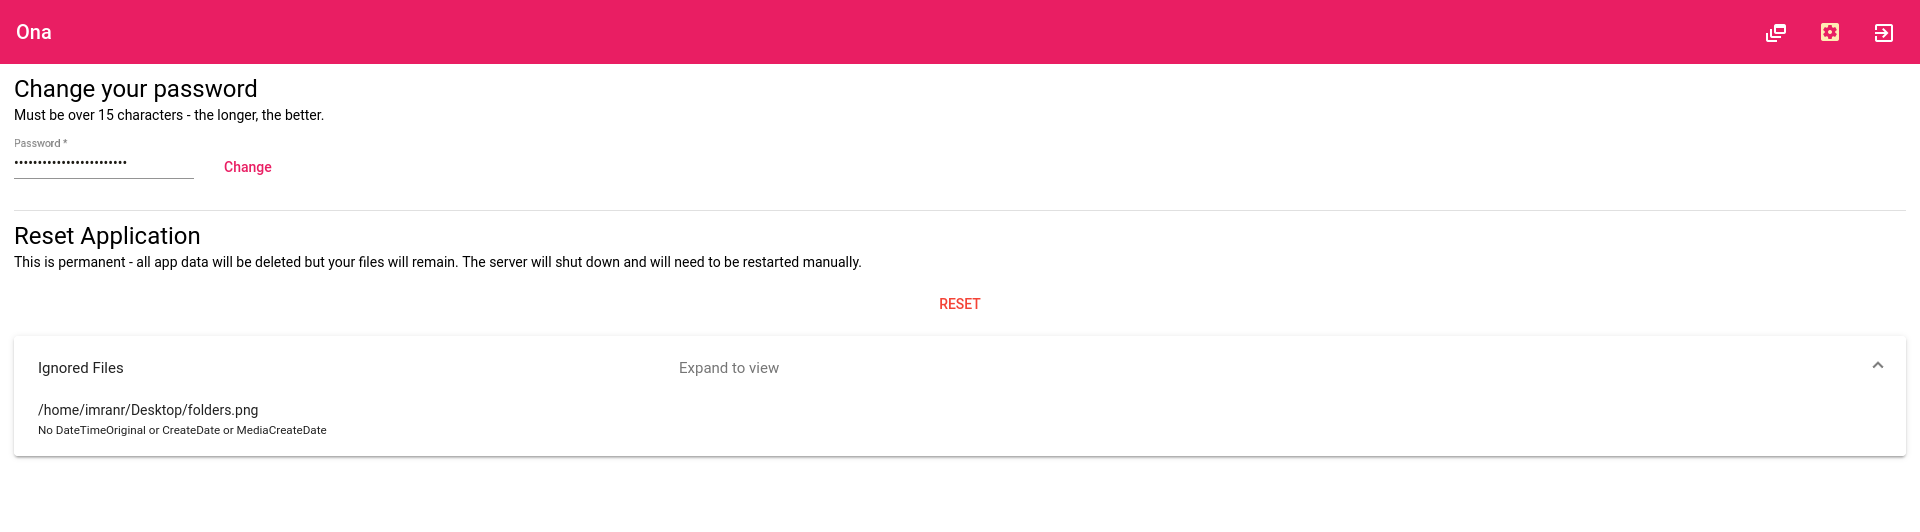 Ona
Change your password
Must be over 15 characters - the longer, the better.
Password *
••••••••••••••••••••••••
Change
Reset Application
This is permanent - all app data will be deleted but your files will remain. The server will shut down and will need to be restarted manually.
RESET
Ignored Files Expand to view
/home/imranr/Desktop/folders.png
No DateTimeOriginal or CreateDate or MediaCreateDate